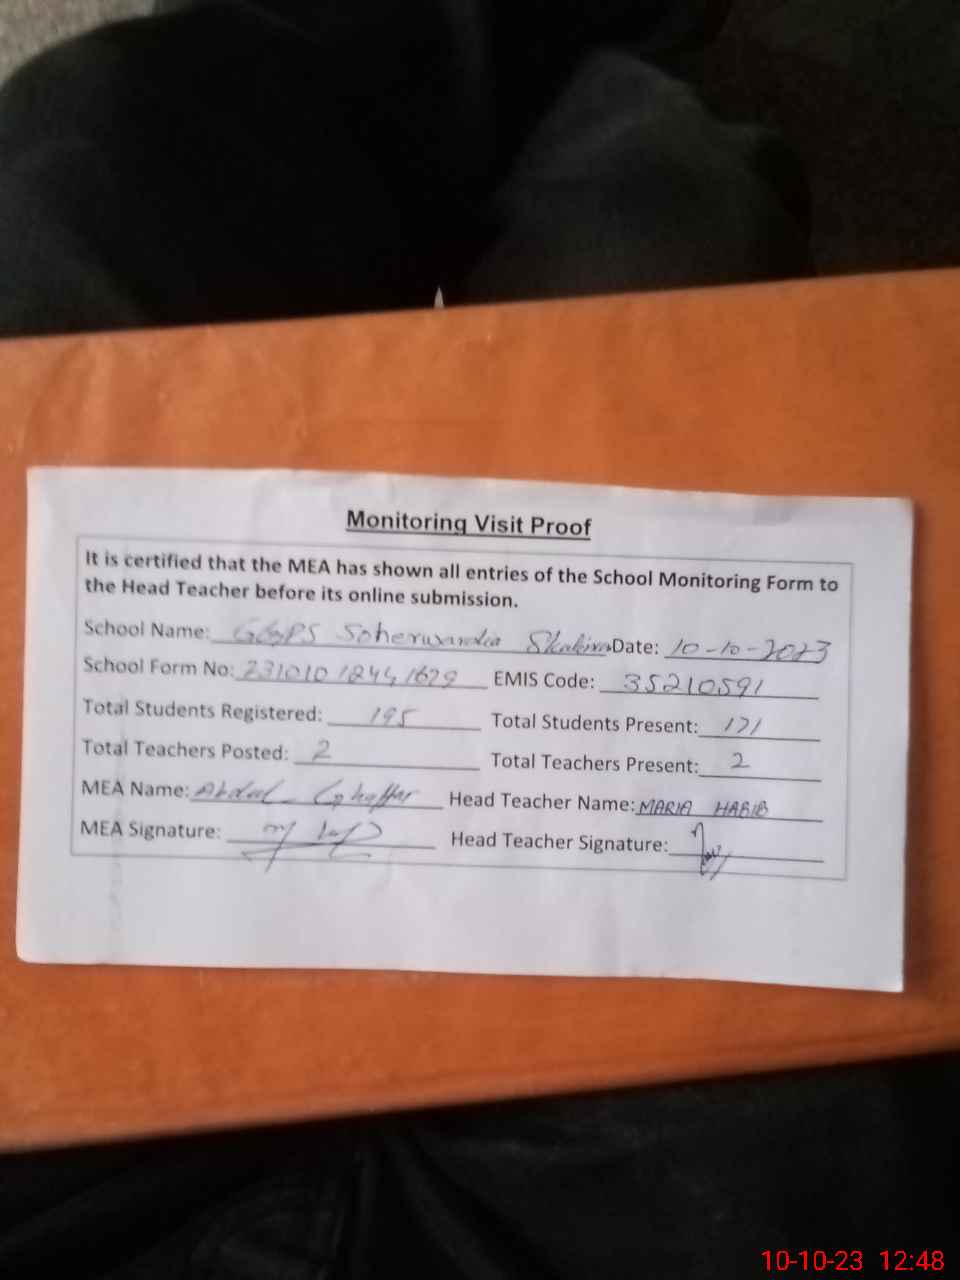 Monitoring Visit Proof
It is certified that the MEA has shown all entries of the School Monitoring Form to
the Head Teacher before its online submission.
School Name: GGPS Soherwardia Date: 10-10-2023
School Form No: 231010 12441629 EMIS Code: 35210591
Total Students Registered: 195 Total Students Present: 171
Total Teachers Posted: 2 Total Teachers Present: 2
MEA Name: Abdul Ghaffar Head Teacher Name: MARIA HABIB
MEA Signature: Head Teacher Signature:
10-10-23 12:48